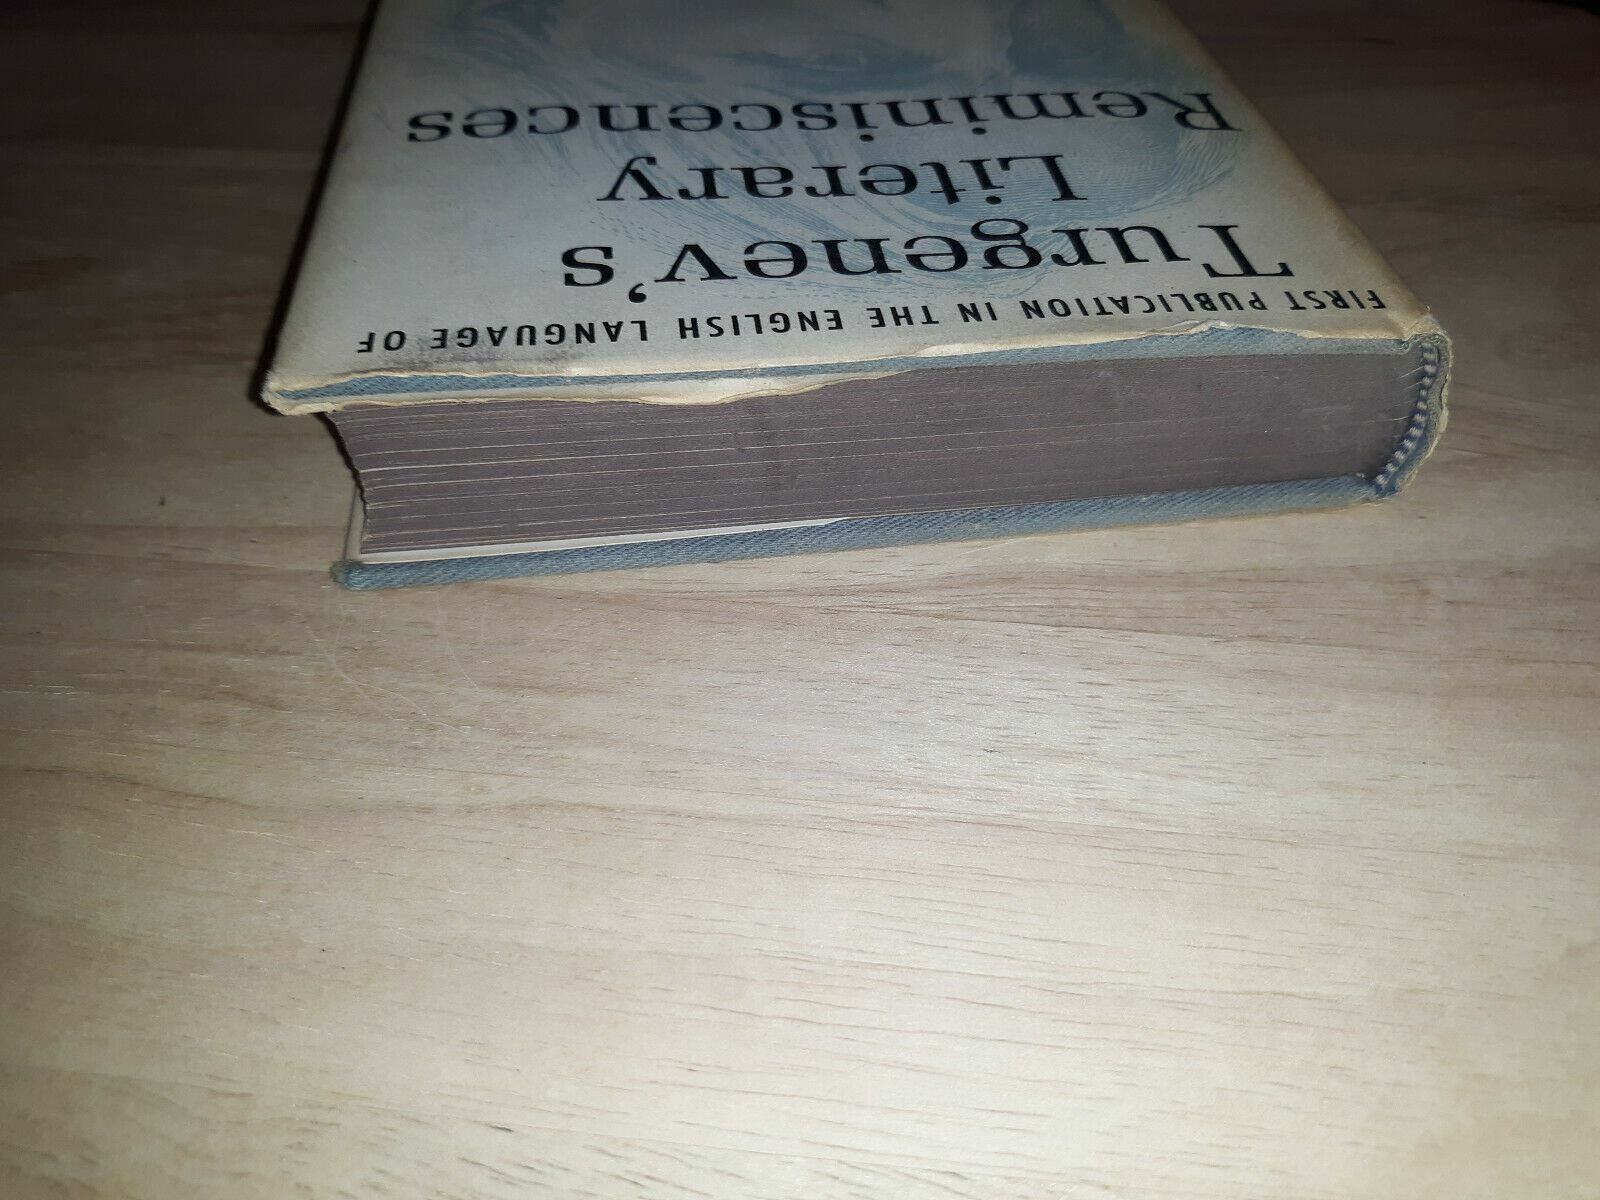 FIRST PUBLICATION IN THE ENGLISH LANGUAGE OF
Turgenev's
Literary
Reminiscences